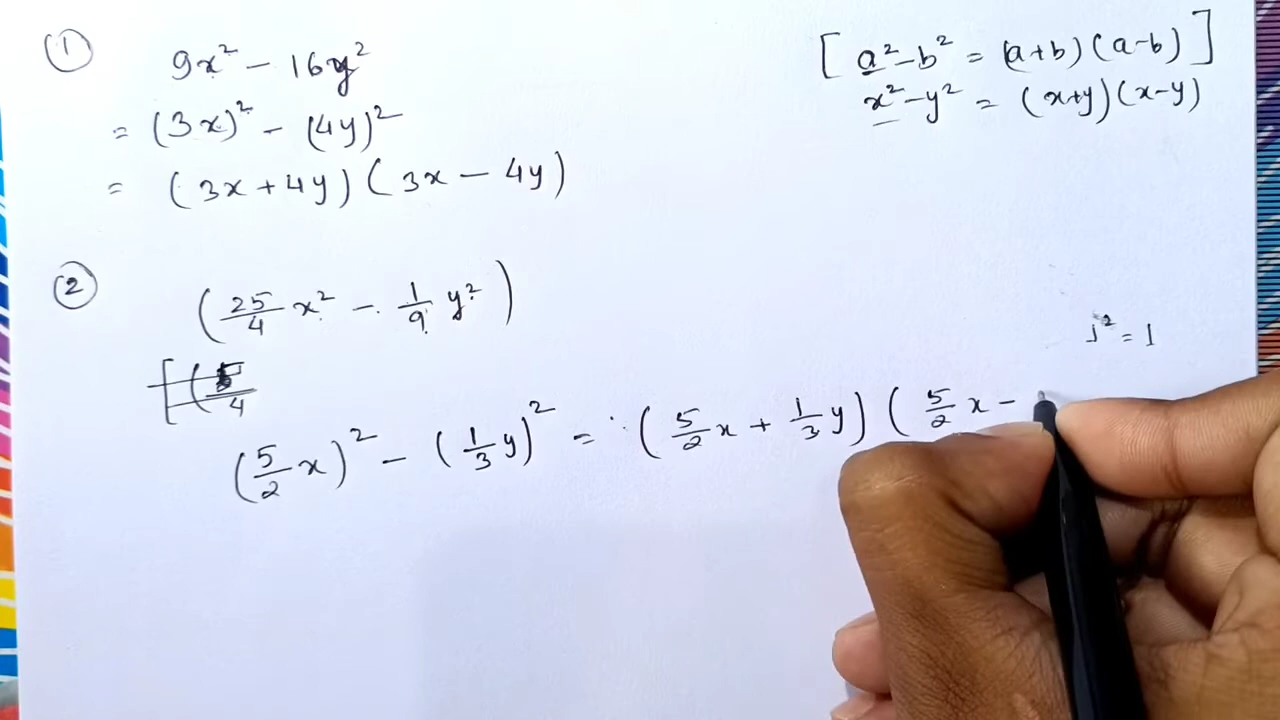 ① 9x² - 16y²
= (3x)² - (4y)²
= (3x + 4y) (3x - 4y)
[ a² - b² = (a+b) (a-b) ]
x² - y² = (x+y) (x-y)
② (25/4 x² - 1/9 y²)
1² = 1
(5/2 x)² - (1/3 y)² = (5/2 x + 1/3 y) (5/2 x -